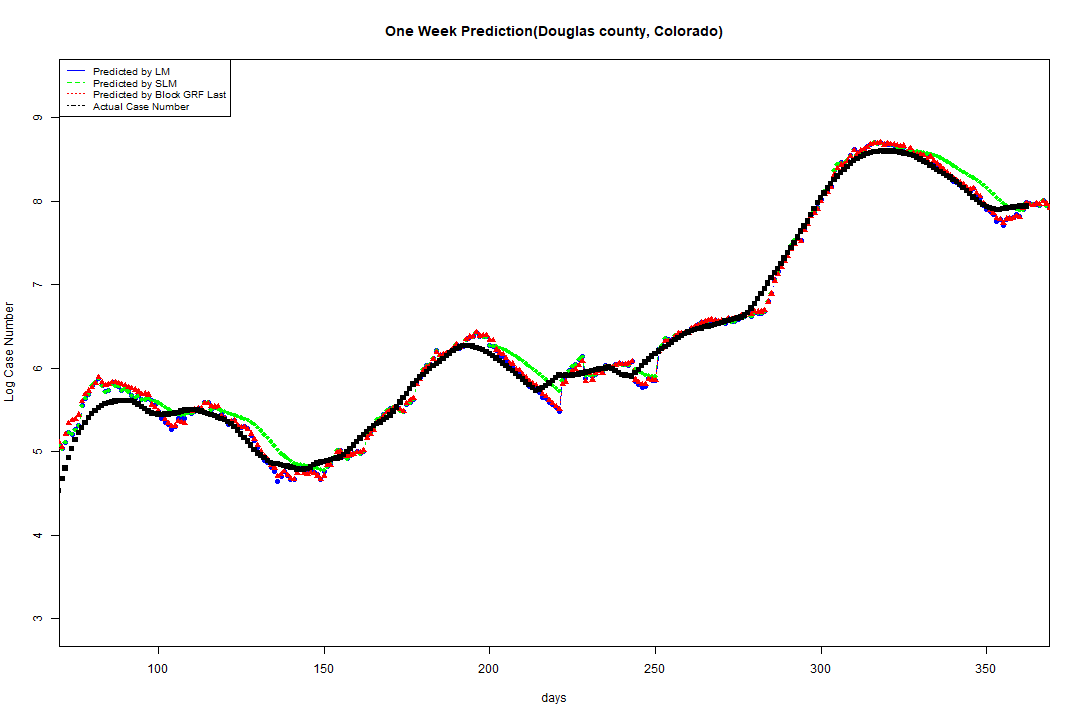 One Week Prediction(Douglas county, Colorado)
Predicted by LM
Predicted by SLM
Predicted by Block GRF Last
Actual Case Number
9
8
7
6
5
4
3
Log Case Number
100 150 200 250 300 350
days